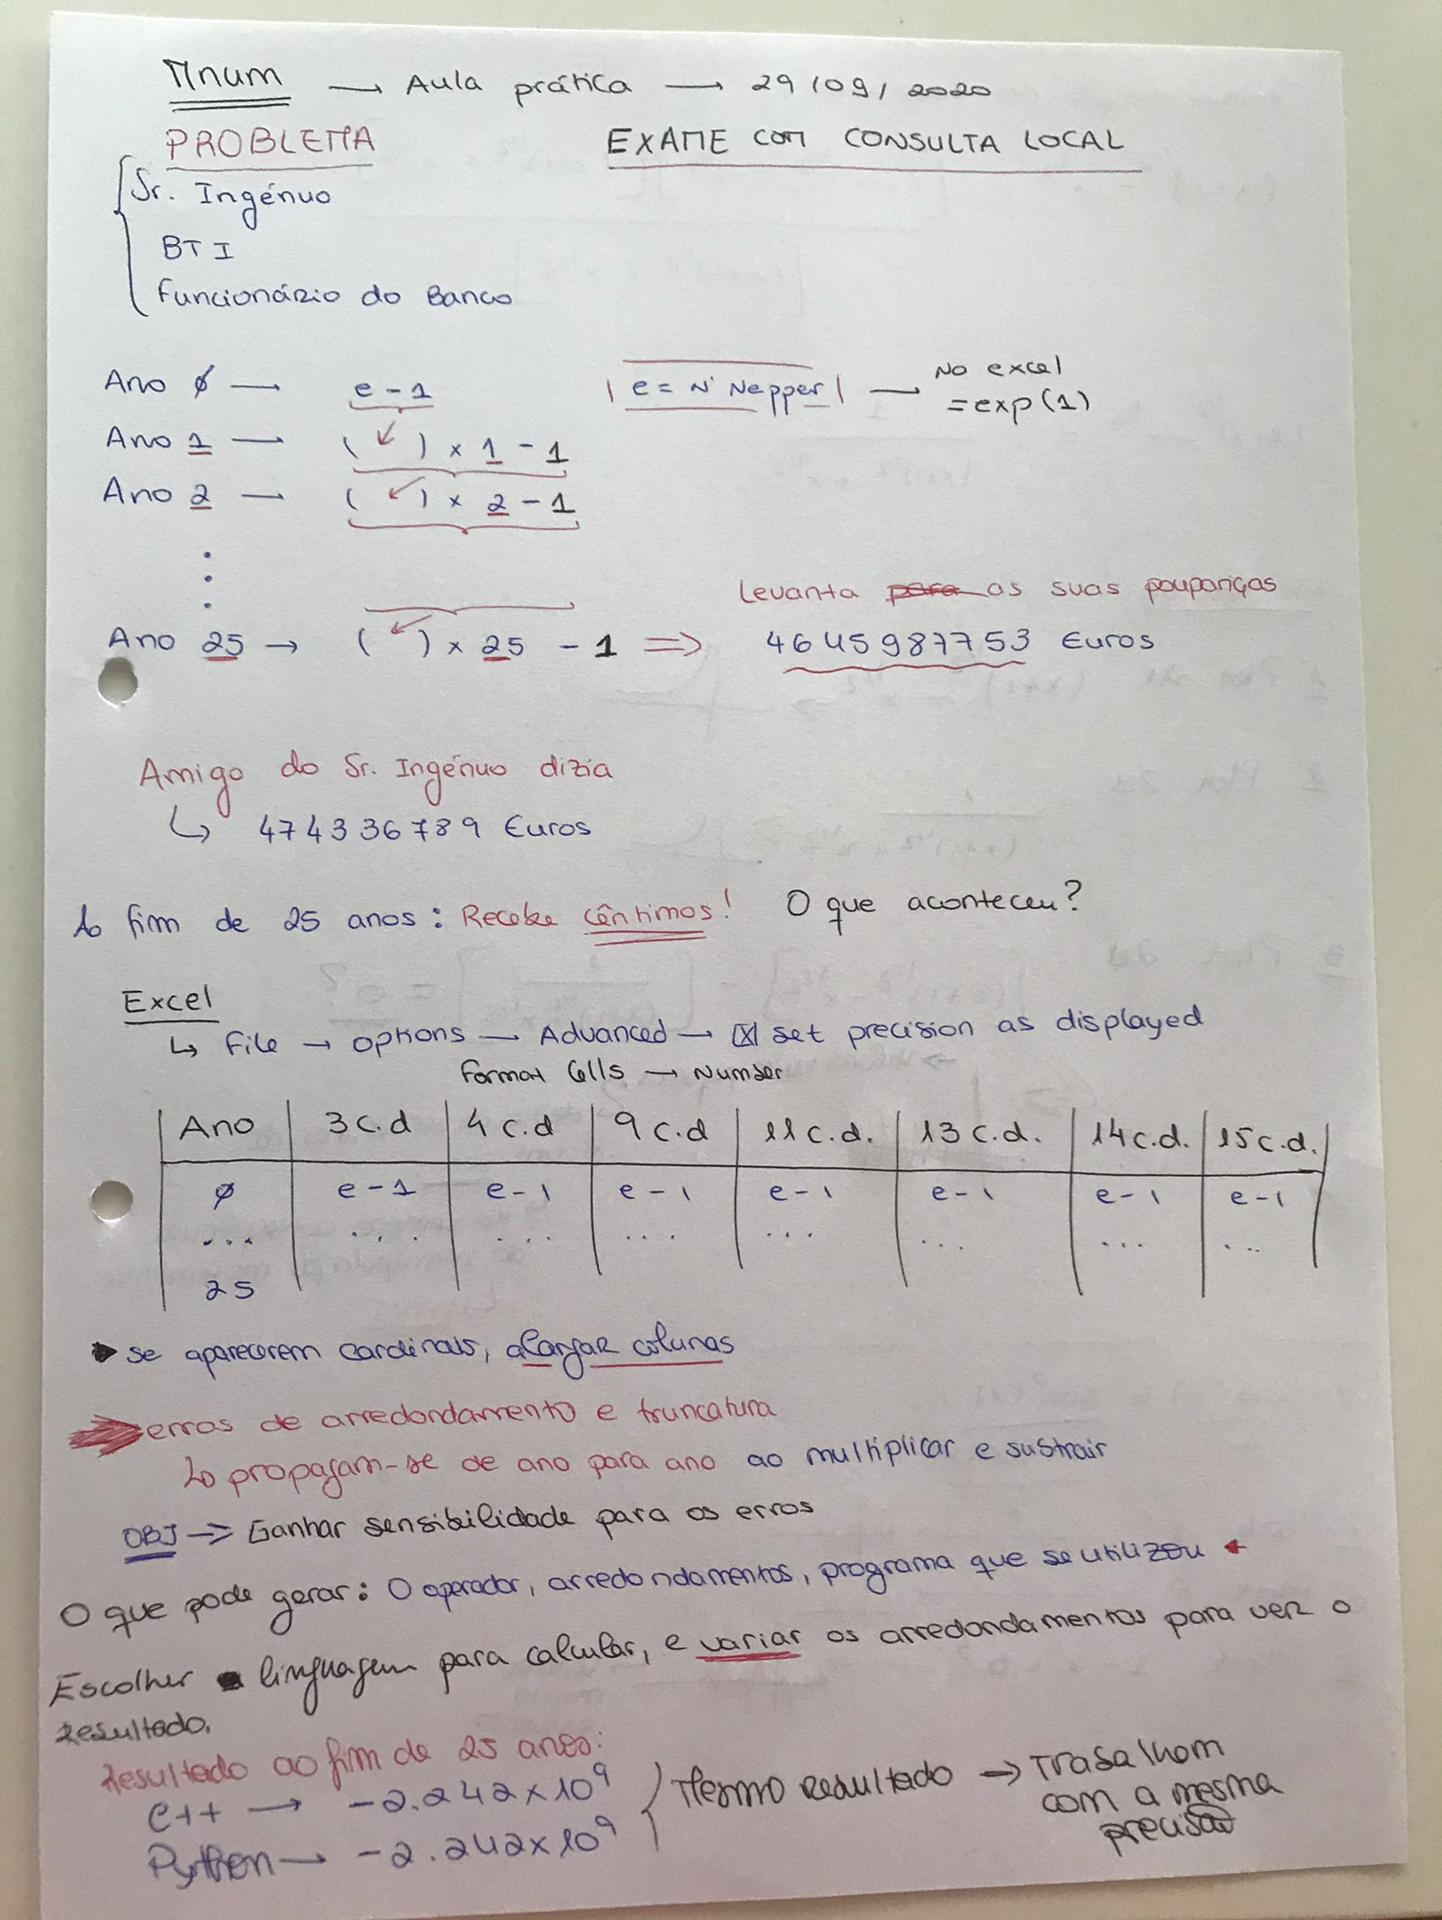 Mnum → Aula prática → 29/09/2020
PROBLEMA EXAME COM CONSULTA LOCAL
Sr. Ingénuo
BTI
Funcionário do Banco
Ano 0 — e-1 | e = Nº Nepper | — No excel =exp(1)
Ano 1 — ( ) × 1 - 1
Ano 2 — ( ) × 2 - 1
⋮
Levanta para as suas poupanças
Ano 25 → ( ) × 25 - 1 ⇒ 4645987753 Euros
Amigo do Sr. Ingénuo dizia
↳ 474336789 Euros
Ao fim de 25 anos: Recebe cêntimos! O que aconteceu?
Excel
↳ File → options → Advanced → ☒ set precision as displayed
Format Cells → Number
Ano 3 c.d 4 c.d 9 c.d 11 c.d. 13 c.d. 14 c.d. 15 c.d.
0 e-1 e-1 e-1 e-1 e-1 e-1 e-1
... ... ... ... ... ... ... ...
25
► se aparecerem cardinais, alargar colunas
⇒ erros de arredondamento e truncatura
↳ propagam-se de ano para ano ao multiplicar e sustrair
OBJ → Ganhar sensibilidade para os erros
O que pode gerar: O operador, arredondamentos, programa que se utilizou
Escolher linguagem para calcular, e variar os arredondamentos para ver o
resultado.
Resultado ao fim de 25 anos:
C++ → -2.242×10⁹
Python → -2.242×10⁹
Mesmo resultado → Trabalham
com a mesma
precisão